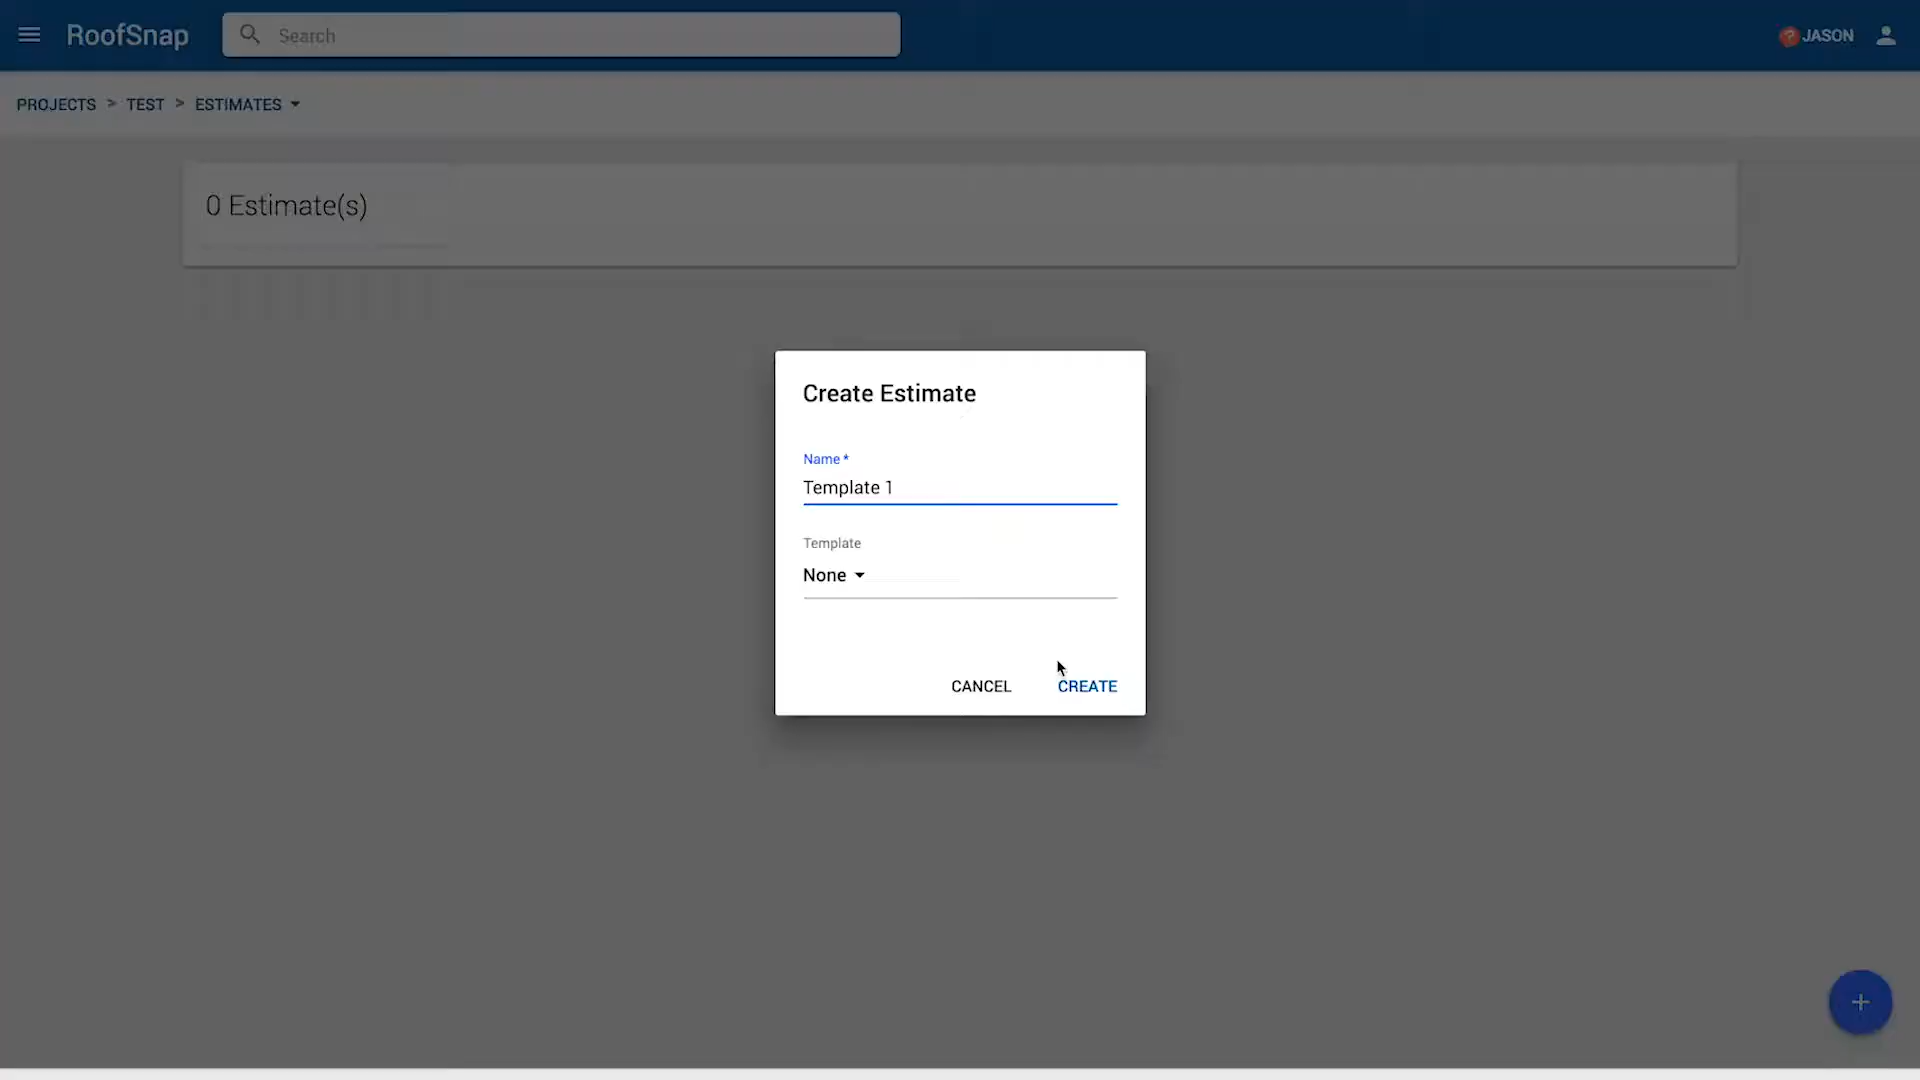 RoofSnap
Search
? JASON
PROJECTS > TEST > ESTIMATES
0 Estimate(s)
Create Estimate
Name *
Template 1
Template
None
CANCEL
CREATE
+